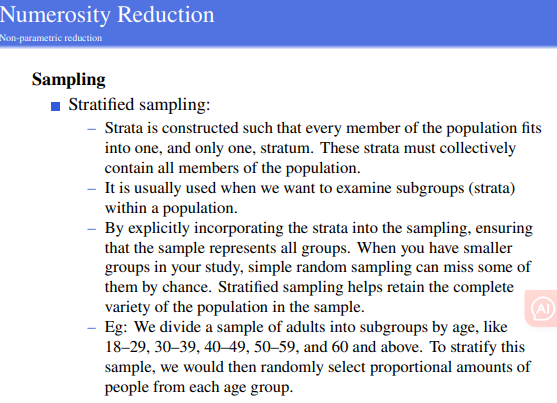 Numerosity Reduction
Non-parametric reduction
Sampling
Stratified sampling:
– Strata is constructed such that every member of the population fits
into one, and only one, stratum. These strata must collectively
contain all members of the population.
– It is usually used when we want to examine subgroups (strata)
within a population.
– By explicitly incorporating the strata into the sampling, ensuring
that the sample represents all groups. When you have smaller
groups in your study, simple random sampling can miss some of
them by chance. Stratified sampling helps retain the complete
variety of the population in the sample.
– Eg: We divide a sample of adults into subgroups by age, like
18–29, 30–39, 40–49, 50–59, and 60 and above. To stratify this
sample, we would then randomly select proportional amounts of
people from each age group.
AI